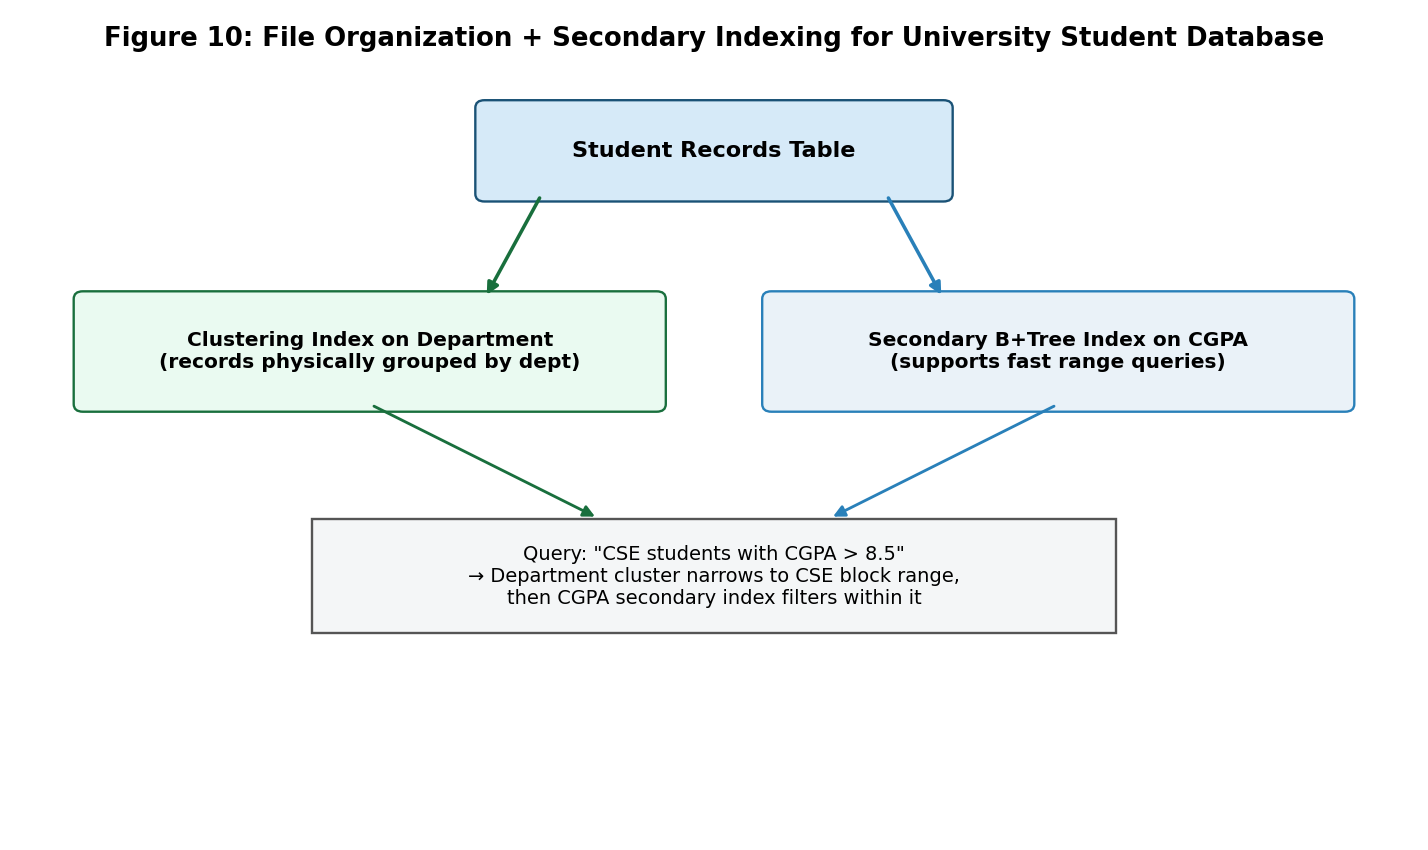 Figure 10: File Organization + Secondary Indexing for University Student Database
Student Records Table
Clustering Index on Department
(records physically grouped by dept)
Secondary B+Tree Index on CGPA
(supports fast range queries)
Query: "CSE students with CGPA > 8.5"
→ Department cluster narrows to CSE block range,
then CGPA secondary index filters within it